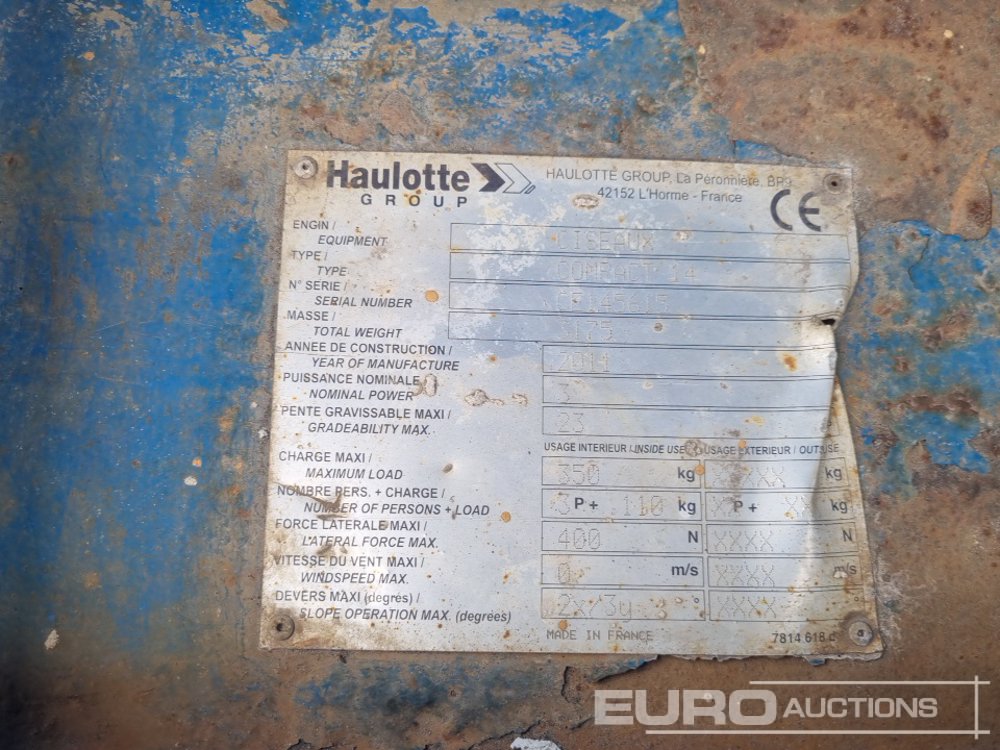 Haulotte
GROUP
HAULOTTE GROUP, La Péronnière, BP9
42152 L'Horme - France
CE
ENGIN /
EQUIPMENT CISEAUX
TYPE /
TYPE COMPACT 14
N° SERIE /
SERIAL NUMBER
MASSE /
TOTAL WEIGHT
ANNEE DE CONSTRUCTION /
YEAR OF MANUFACTURE 2011
PUISSANCE NOMINALE
NOMINAL POWER 3
PENTE GRAVISSABLE MAXI /
GRADEABILITY MAX. 23
USAGE INTERIEUR / INSIDE USE USAGE EXTERIEUR / OUTSIDE
CHARGE MAXI /
MAXIMUM LOAD 350 kg XXXXX kg
NOMBRE PERS. + CHARGE /
NUMBER OF PERSONS + LOAD 3 P + 110 kg P + kg
FORCE LATERALE MAXI /
LATERAL FORCE MAX. 400 N XXXX N
VITESSE DU VENT MAXI /
WINDSPEED MAX. 0 m/s XXXX m/s
DEVERS MAXI (degrés) /
SLOPE OPERATION MAX. (degrees) ° XXXX °
MADE IN FRANCE 7814 618
EURO AUCTIONS